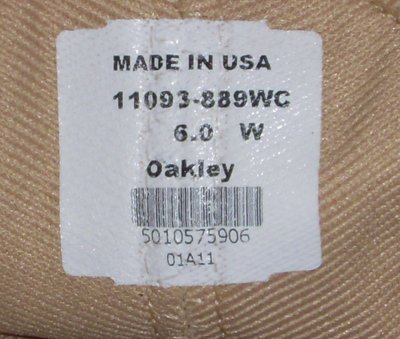 MADE IN USA
11093-889WC
6.0 W
Oakley
5010575906
01A11